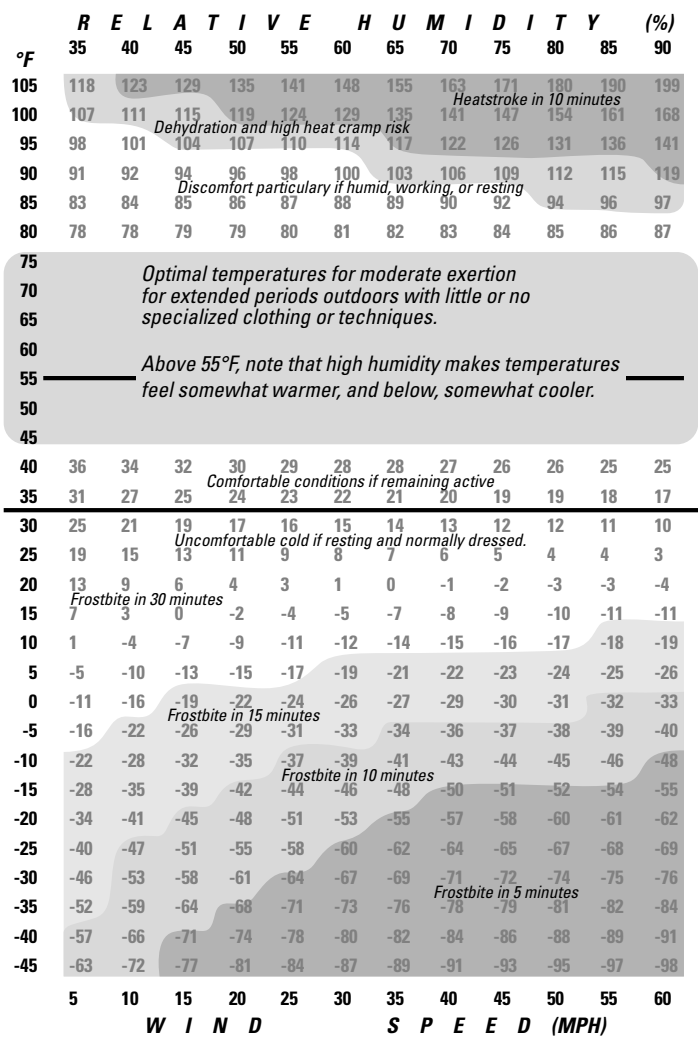 R E L A T I V E H U M I D I T Y (%)
°F 35 40 45 50 55 60 65 70 75 80 85 90
105 118 123 129 135 141 148 155 163 171 180 190 199
Heatstroke in 10 minutes
100 107 111 115 119 124 129 135 141 147 154 161 168
Dehydration and high heat cramp risk
95 98 101 104 107 110 114 117 122 126 131 136 141
90 91 92 94 96 98 100 103 106 109 112 115 119
Discomfort particulary if humid, working, or resting
85 83 84 85 86 87 88 89 90 92 94 96 97
80 78 78 79 79 80 81 82 83 84 85 86 87
75
Optimal temperatures for moderate exertion
70 for extended periods outdoors with little or no
65 specialized clothing or techniques.
60
Above 55°F, note that high humidity makes temperatures
55 feel somewhat warmer, and below, somewhat cooler.
50
45
40 36 34 32 30 29 28 28 27 26 26 25 25
Comfortable conditions if remaining active
35 31 27 25 24 23 22 21 20 19 19 18 17
30 25 21 19 17 16 15 14 13 12 12 11 10
Uncomfortable cold if resting and normally dressed.
25 19 15 13 11 9 8 7 6 5 4 4 3
20 13 9 6 4 3 1 0 -1 -2 -3 -3 -4
Frostbite in 30 minutes
15 7 3 0 -2 -4 -5 -7 -8 -9 -10 -11 -11
10 1 -4 -7 -9 -11 -12 -14 -15 -16 -17 -18 -19
5 -5 -10 -13 -15 -17 -19 -21 -22 -23 -24 -25 -26
0 -11 -16 -19 -22 -24 -26 -27 -29 -30 -31 -32 -33
Frostbite in 15 minutes
-5 -16 -22 -26 -29 -31 -33 -34 -36 -37 -38 -39 -40
-10 -22 -28 -32 -35 -37 -39 -41 -43 -44 -45 -46 -48
Frostbite in 10 minutes
-15 -28 -35 -39 -42 -44 -46 -48 -50 -51 -52 -54 -55
-20 -34 -41 -45 -48 -51 -53 -55 -57 -58 -60 -61 -62
-25 -40 -47 -51 -55 -58 -60 -62 -64 -65 -67 -68 -69
-30 -46 -53 -58 -61 -64 -67 -69 -71 -72 -74 -75 -76
Frostbite in 5 minutes
-35 -52 -59 -64 -68 -71 -73 -76 -78 -79 -81 -82 -84
-40 -57 -66 -71 -74 -78 -80 -82 -84 -86 -88 -89 -91
-45 -63 -72 -77 -81 -84 -87 -89 -91 -93 -95 -97 -98
5 10 15 20 25 30 35 40 45 50 55 60
W I N D S P E E D (MPH)